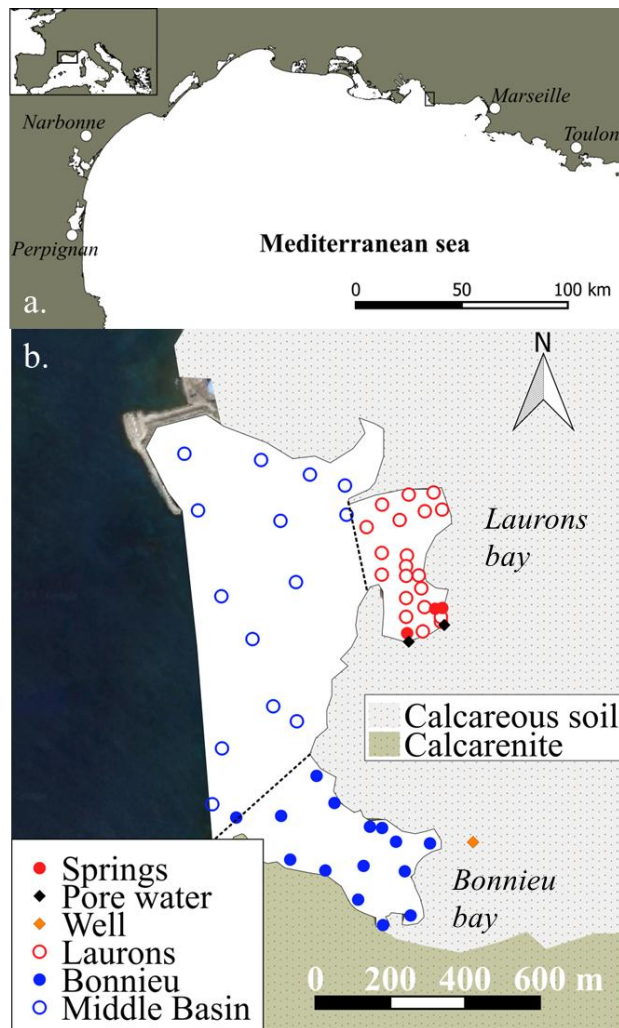 Marseille
Narbonne
Toulon
Perpignan
Mediterranean sea
0 50 100 km
a.
b.
N
Laurons
bay
Calcareous soil
Calcarenite
Springs
Pore water
Well
Laurons
Bonnieu
Middle Basin
Bonnieu
bay
0 200 400 600 m